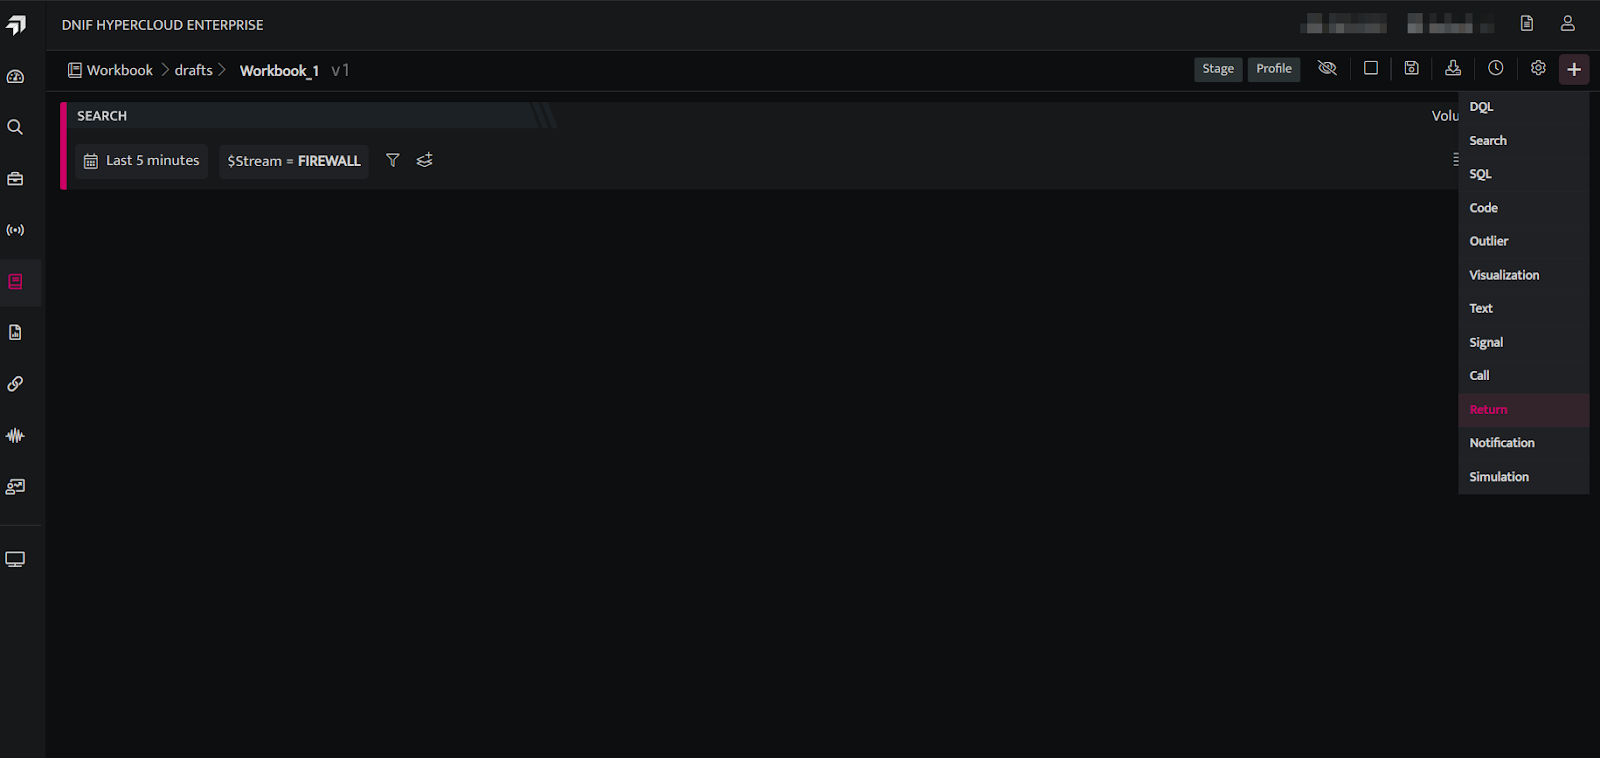 DNIF HYPERCLOUD ENTERPRISE
Workbook > drafts > Workbook_1 v1
Stage Profile
SEARCH
Volu
Last 5 minutes $Stream = FIREWALL
DQL
Search
SQL
Code
Outlier
Visualization
Text
Signal
Call
Return
Notification
Simulation